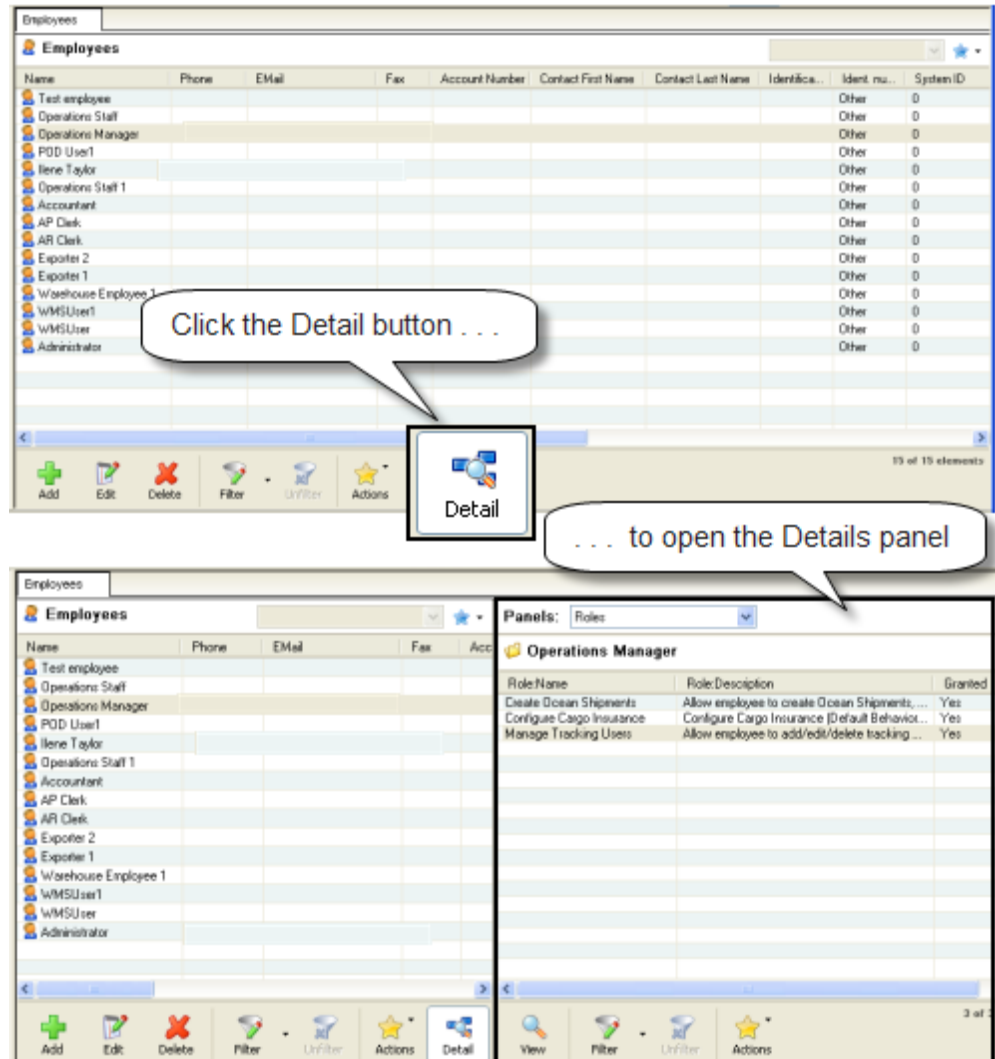 Employees
Employees
Name Phone EMail Fax Account Number Contact First Name Contact Last Name Identifica... Ident. nu... System ID
Test employee Other 0
Operations Staff Other 0
Operations Manager Other 0
POD User1 Other 0
Ilene Taylor Other 0
Operations Staff 1 Other 0
Accountant Other 0
AP Clerk Other 0
AR Clerk Other 0
Exporter 2 Other 0
Exporter 1 Other 0
Warehouse Employee 1 Other 0
WMSUser1 Other 0
WMSUser Other 0
Administrator Other 0
Click the Detail button . . .
15 of 15 elements
Add Edit Delete Filter Unfilter Actions Detail
. . . to open the Details panel
Employees
Employees
Name Phone EMail Fax Acc
Test employee
Operations Staff
Operations Manager
POD User1
Ilene Taylor
Operations Staff 1
Accountant
AP Clerk
AR Clerk
Exporter 2
Exporter 1
Warehouse Employee 1
WMSUser1
WMSUser
Administrator
Add Edit Delete Filter Unfilter Actions Detail
Panels: Roles
Operations Manager
Role:Name Role:Description Granted
Create Ocean Shipments Allow employee to create Ocean Shipments, ... Yes
Configure Cargo Insurance Configure Cargo Insurance (Default Behavior... Yes
Manage Tracking Users Allow employee to add/edit/delete tracking ... Yes
3 of
View Filter Unfilter Actions